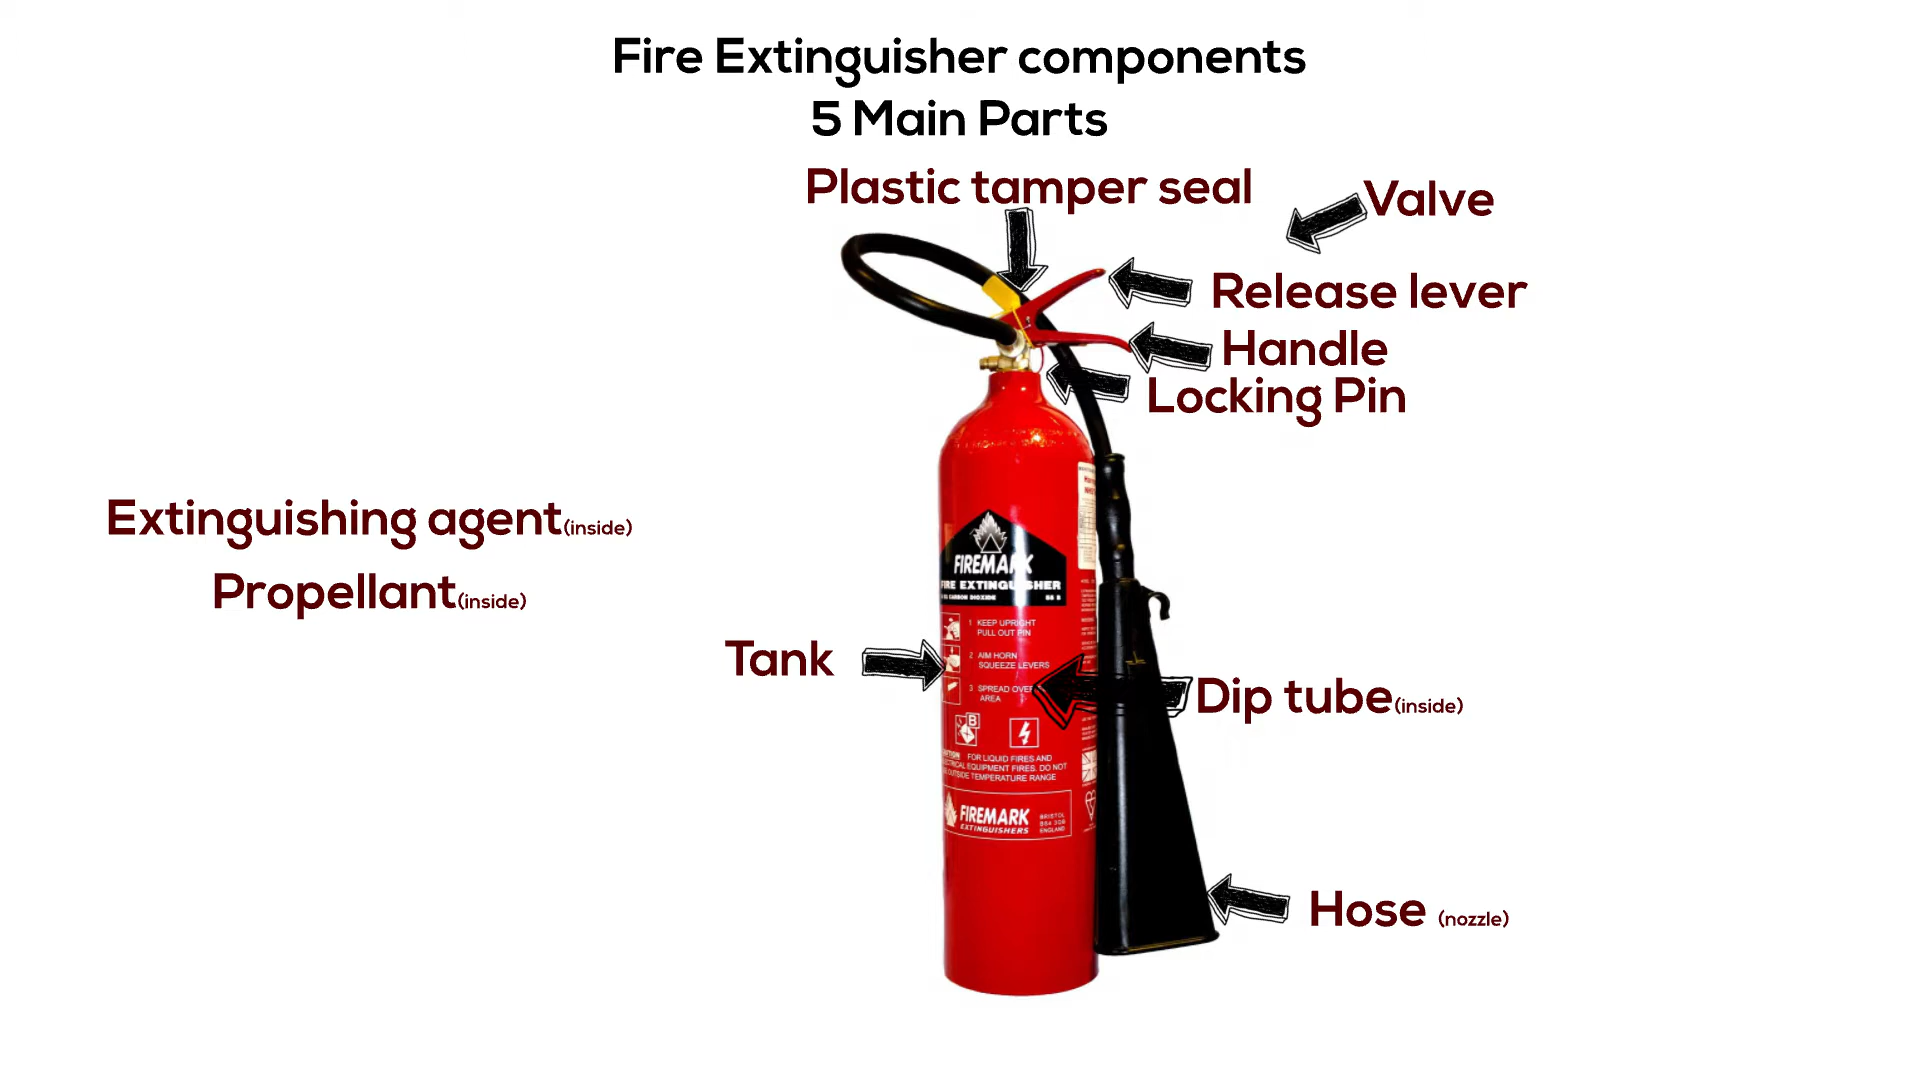 Fire Extinguisher components
5 Main Parts
Plastic tamper seal
Valve
Release lever
Handle
Locking Pin
Extinguishing agent(inside)
Propellant(inside)
Tank
Dip tube(inside)
Hose (nozzle)
FIREMARK
FIRE EXTINGUISHER
CARBON DIOXIDE
1 KEEP UPRIGHT
PULL OUT PIN
2 AIM HORN
SQUEEZE LEVERS
3 SPREAD OVER
AREA
B
FOR LIQUID FIRES AND
EQUIPMENT FIRES. DO NOT
OUTSIDE TEMPERATURE RANGE
FIREMARK
EXTINGUISHERS
BRISTOL
ENGLAND